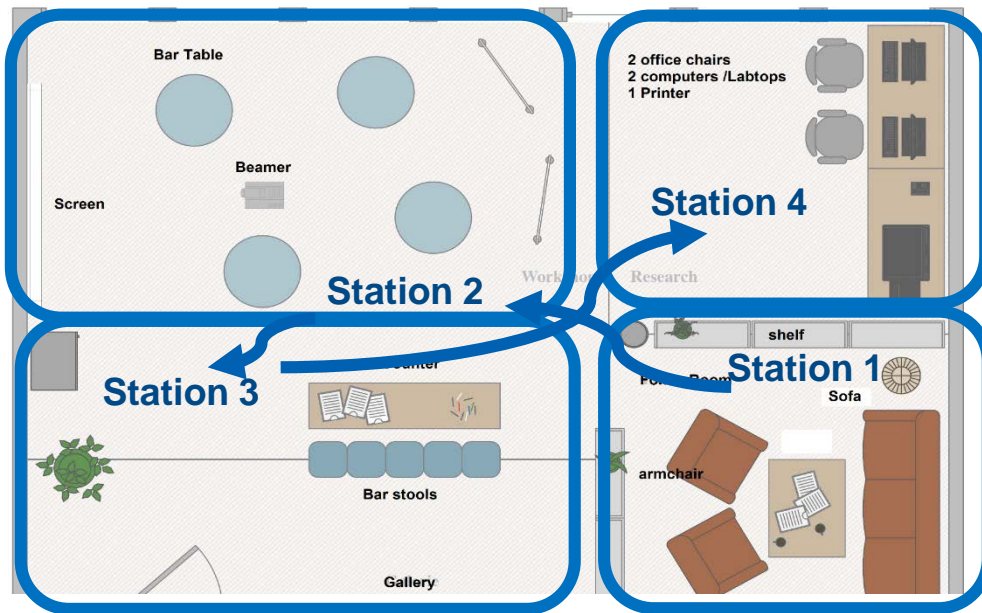 Bar Table
2 office chairs
2 computers /Labtops
1 Printer
Beamer
Screen
Station 4
Research
Station 2
Station 3
shelf
Station 1
Sofa
armchair
Bar stools
Gallery